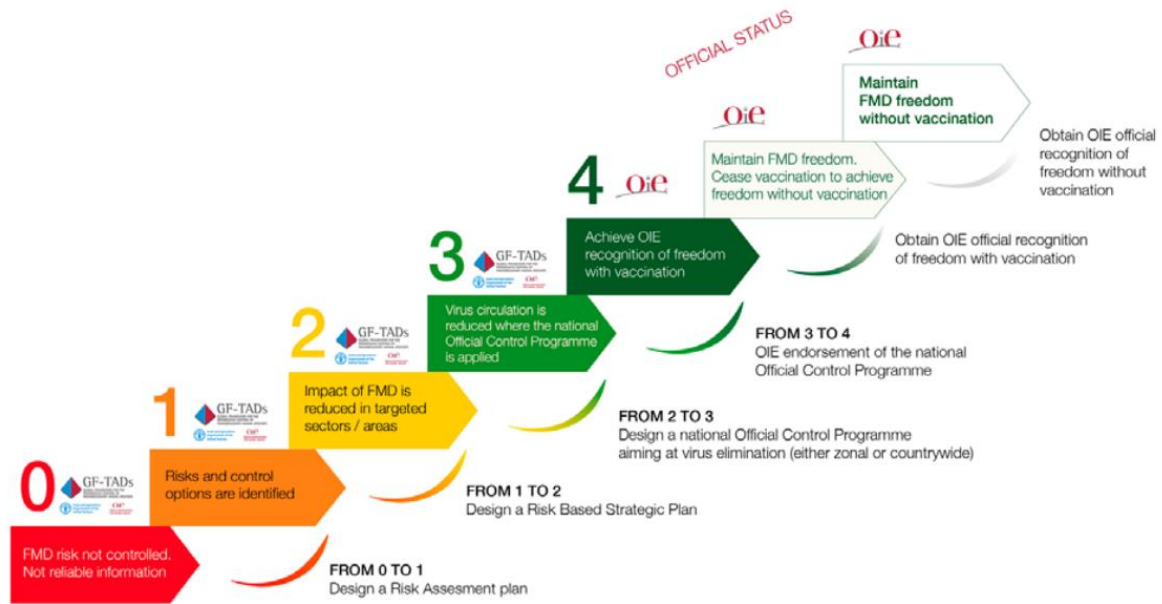 OFFICIAL STATUS
Oie
Maintain
FMD freedom
without vaccination
Obtain OIE official
recognition of
freedom without
vaccination
Oie
Maintain FMD freedom.
Cease vaccination to achieve
freedom without vaccination
Obtain OIE official recognition
of freedom with vaccination
4
Oie
Achieve OIE
recognition of freedom
with vaccination
FROM 3 TO 4
OIE endorsement of the national
Official Control Programme
3
GF-TADs
Oie
Virus circulation is
reduced where the national
Official Control Programme
is applied
FROM 2 TO 3
Design a national Official Control Programme
aiming at virus elimination (either zonal or countrywide)
2
GF-TADs
Oie
Impact of FMD is
reduced in targeted
sectors / areas
FROM 1 TO 2
Design a Risk Based Strategic Plan
1
GF-TADs
Oie
Risks and control
options are identified
FROM 0 TO 1
Design a Risk Assesment plan
0
GF-TADs
Oie
FMD risk not controlled.
Not reliable information